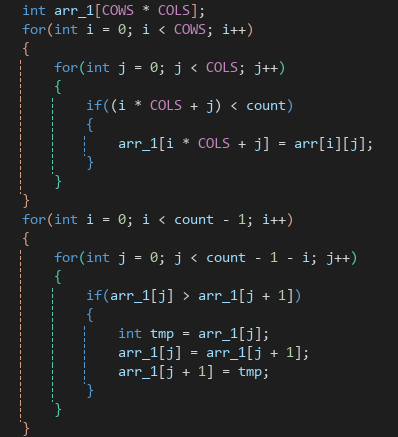 int arr_1[COWS * COLS];
for(int i = 0; i < COWS; i++)
{
    for(int j = 0; j < COLS; j++)
    {
        if((i * COLS + j) < count)
        {
            arr_1[i * COLS + j] = arr[i][j];
        }
    }
}
for(int i = 0; i < count - 1; i++)
{
    for(int j = 0; j < count - 1 - i; j++)
    {
        if(arr_1[j] > arr_1[j + 1])
        {
            int tmp = arr_1[j];
            arr_1[j] = arr_1[j + 1];
            arr_1[j + 1] = tmp;
        }
    }
}